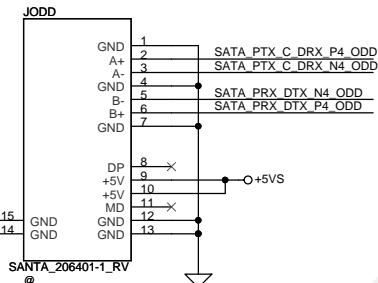 JODD
GND 1
A+ 2 SATA_PTX_C_DRX_P4_ODD
A- 3 SATA_PTX_C_DRX_N4_ODD
GND 4
B- 5 SATA_PRX_DTX_N4_ODD
B+ 6 SATA_PRX_DTX_P4_ODD
GND 7
DP 8
+5V 9 +5VS
+5V 10
MD 11
15 GND GND 12
14 GND GND 13
SANTA_206401-1_RV
@